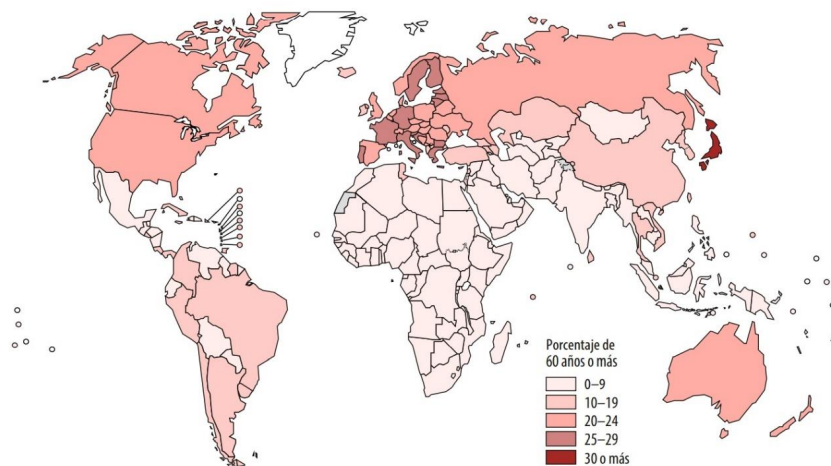 Porcentaje de
60 años o más
0–9
10–19
20–24
25–29
30 o más